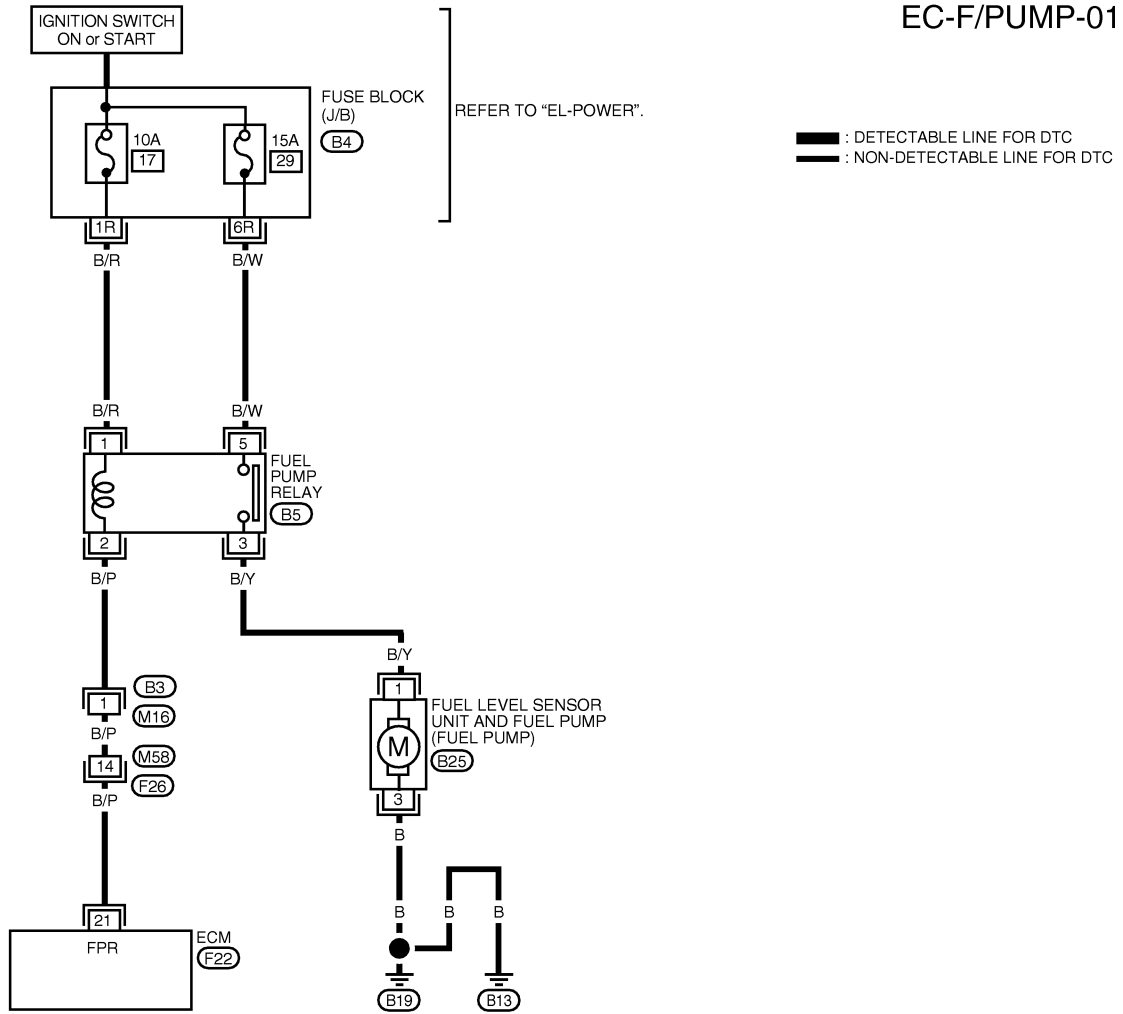 EC-F/PUMP-01
IGNITION SWITCH
ON or START
FUSE BLOCK
(J/B)
B4
REFER TO “EL-POWER”.
: DETECTABLE LINE FOR DTC
: NON-DETECTABLE LINE FOR DTC
10A
17
15A
29
1R
6R
B/R
B/W
B/R
B/W
1
5
FUEL
PUMP
RELAY
B5
2
3
B/P
B/Y
B/Y
1
B3
M16
B/P
14
M58
F26
B/P
1
FUEL LEVEL SENSOR
UNIT AND FUEL PUMP
(FUEL PUMP)
B25
M
3
B
B
B
B
21
FPR
ECM
F22
B19
B13